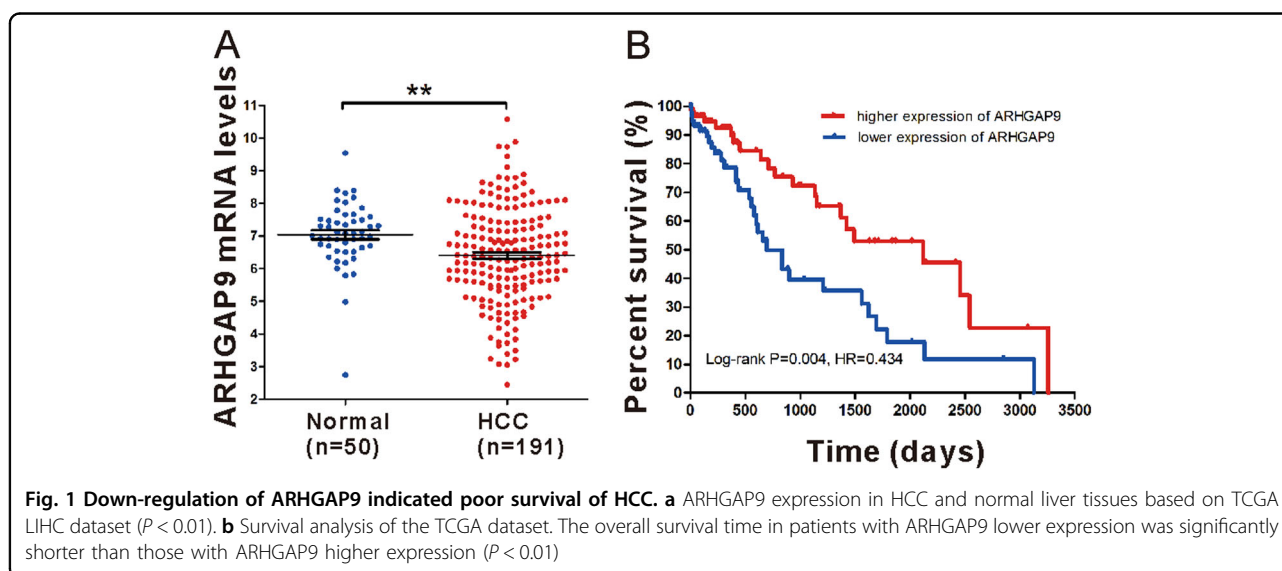 A
ARHGAP9 mRNA levels
11
10
9
8
7
6
5
4
3
2
**
Normal
(n=50)
HCC
(n=191)
B
Percent survival (%)
100
90
80
70
60
50
40
30
20
10
0
higher expression of ARHGAP9
lower expression of ARHGAP9
Log-rank P=0.004, HR=0.434
0 500 1000 1500 2000 2500 3000 3500
Time (days)
Fig. 1 Down-regulation of ARHGAP9 indicated poor survival of HCC. a ARHGAP9 expression in HCC and normal liver tissues based on TCGA
LIHC dataset (P < 0.01). b Survival analysis of the TCGA dataset. The overall survival time in patients with ARHGAP9 lower expression was significantly
shorter than those with ARHGAP9 higher expression (P < 0.01)